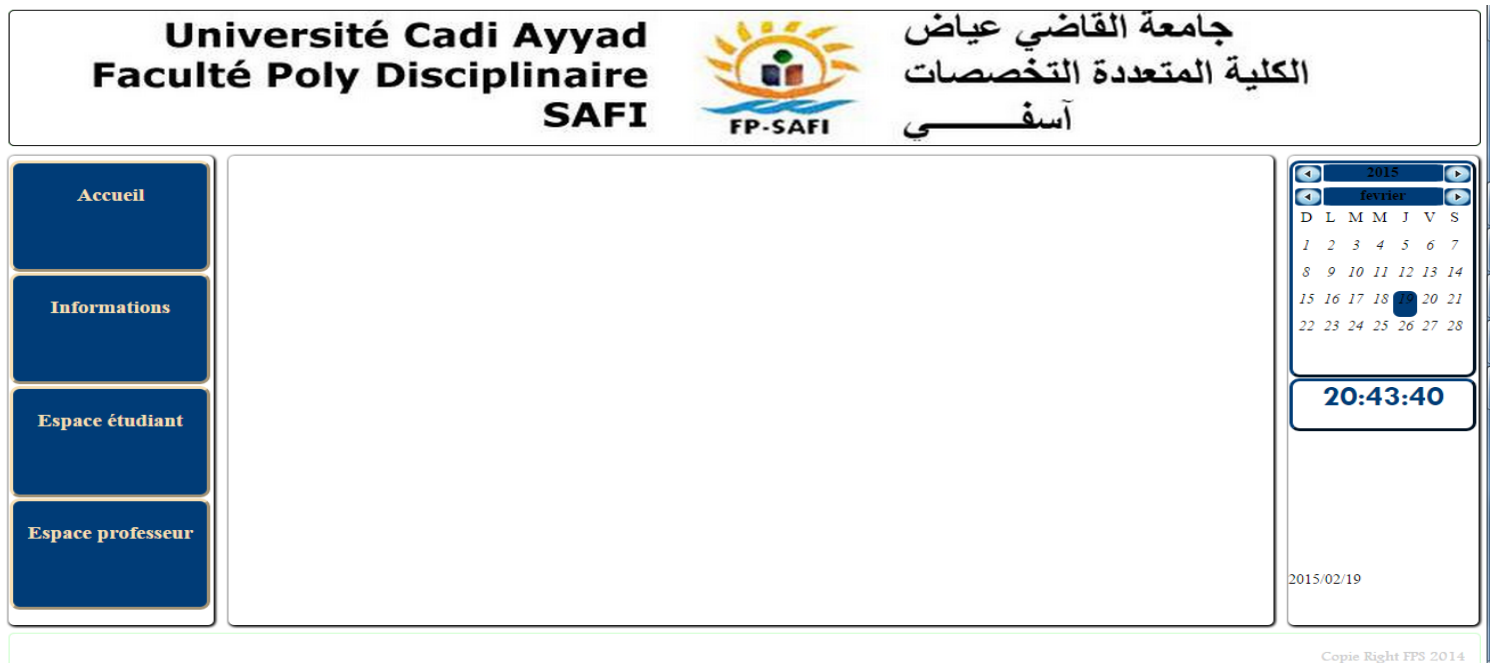 Université Cadi Ayyad
Faculté Poly Disciplinaire
SAFI
FP-SAFI
جامعة القاضي عياض
الكلية المتعددة التخصصات
آسفـــــــي
Accueil
Informations
Espace étudiant
Espace professeur
2015
fevrier
D L M M J V S
1 2 3 4 5 6 7
8 9 10 11 12 13 14
15 16 17 18 19 20 21
22 23 24 25 26 27 28
20:43:40
2015/02/19
Copie Right FPS 2014